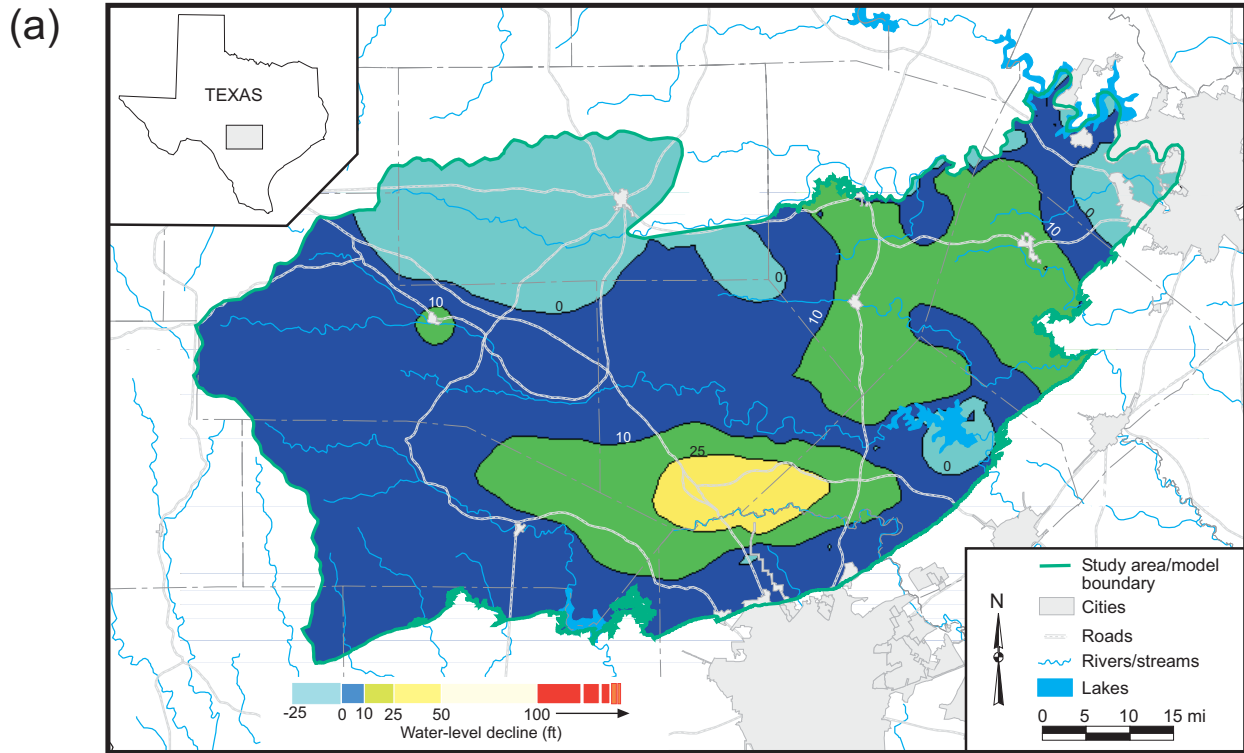 (a)
TEXAS
0
10
0
0
10
10
10
25
0
-25 0 10 25 50 100
Water-level decline (ft)
Study area/model
boundary
Cities
Roads
Rivers/streams
Lakes
N
0 5 10 15 mi